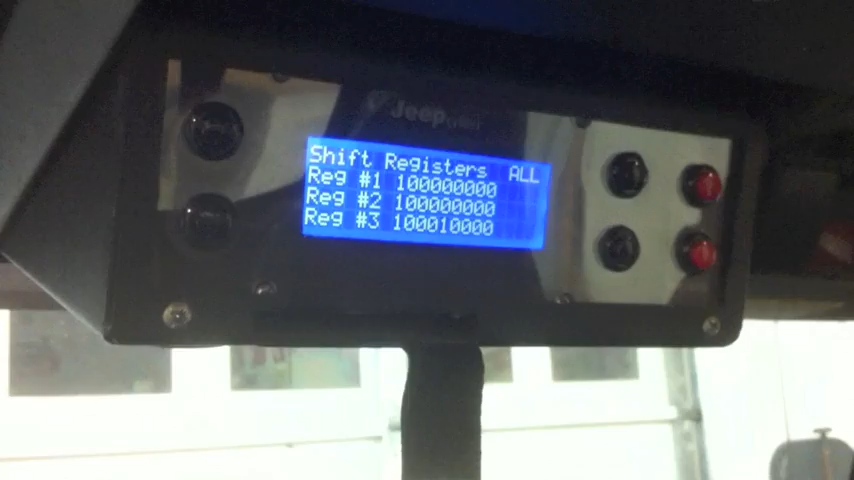 Jeep
Shift Registers ALL
Reg #1 100000000
Reg #2 100000000
Reg #3 100010000